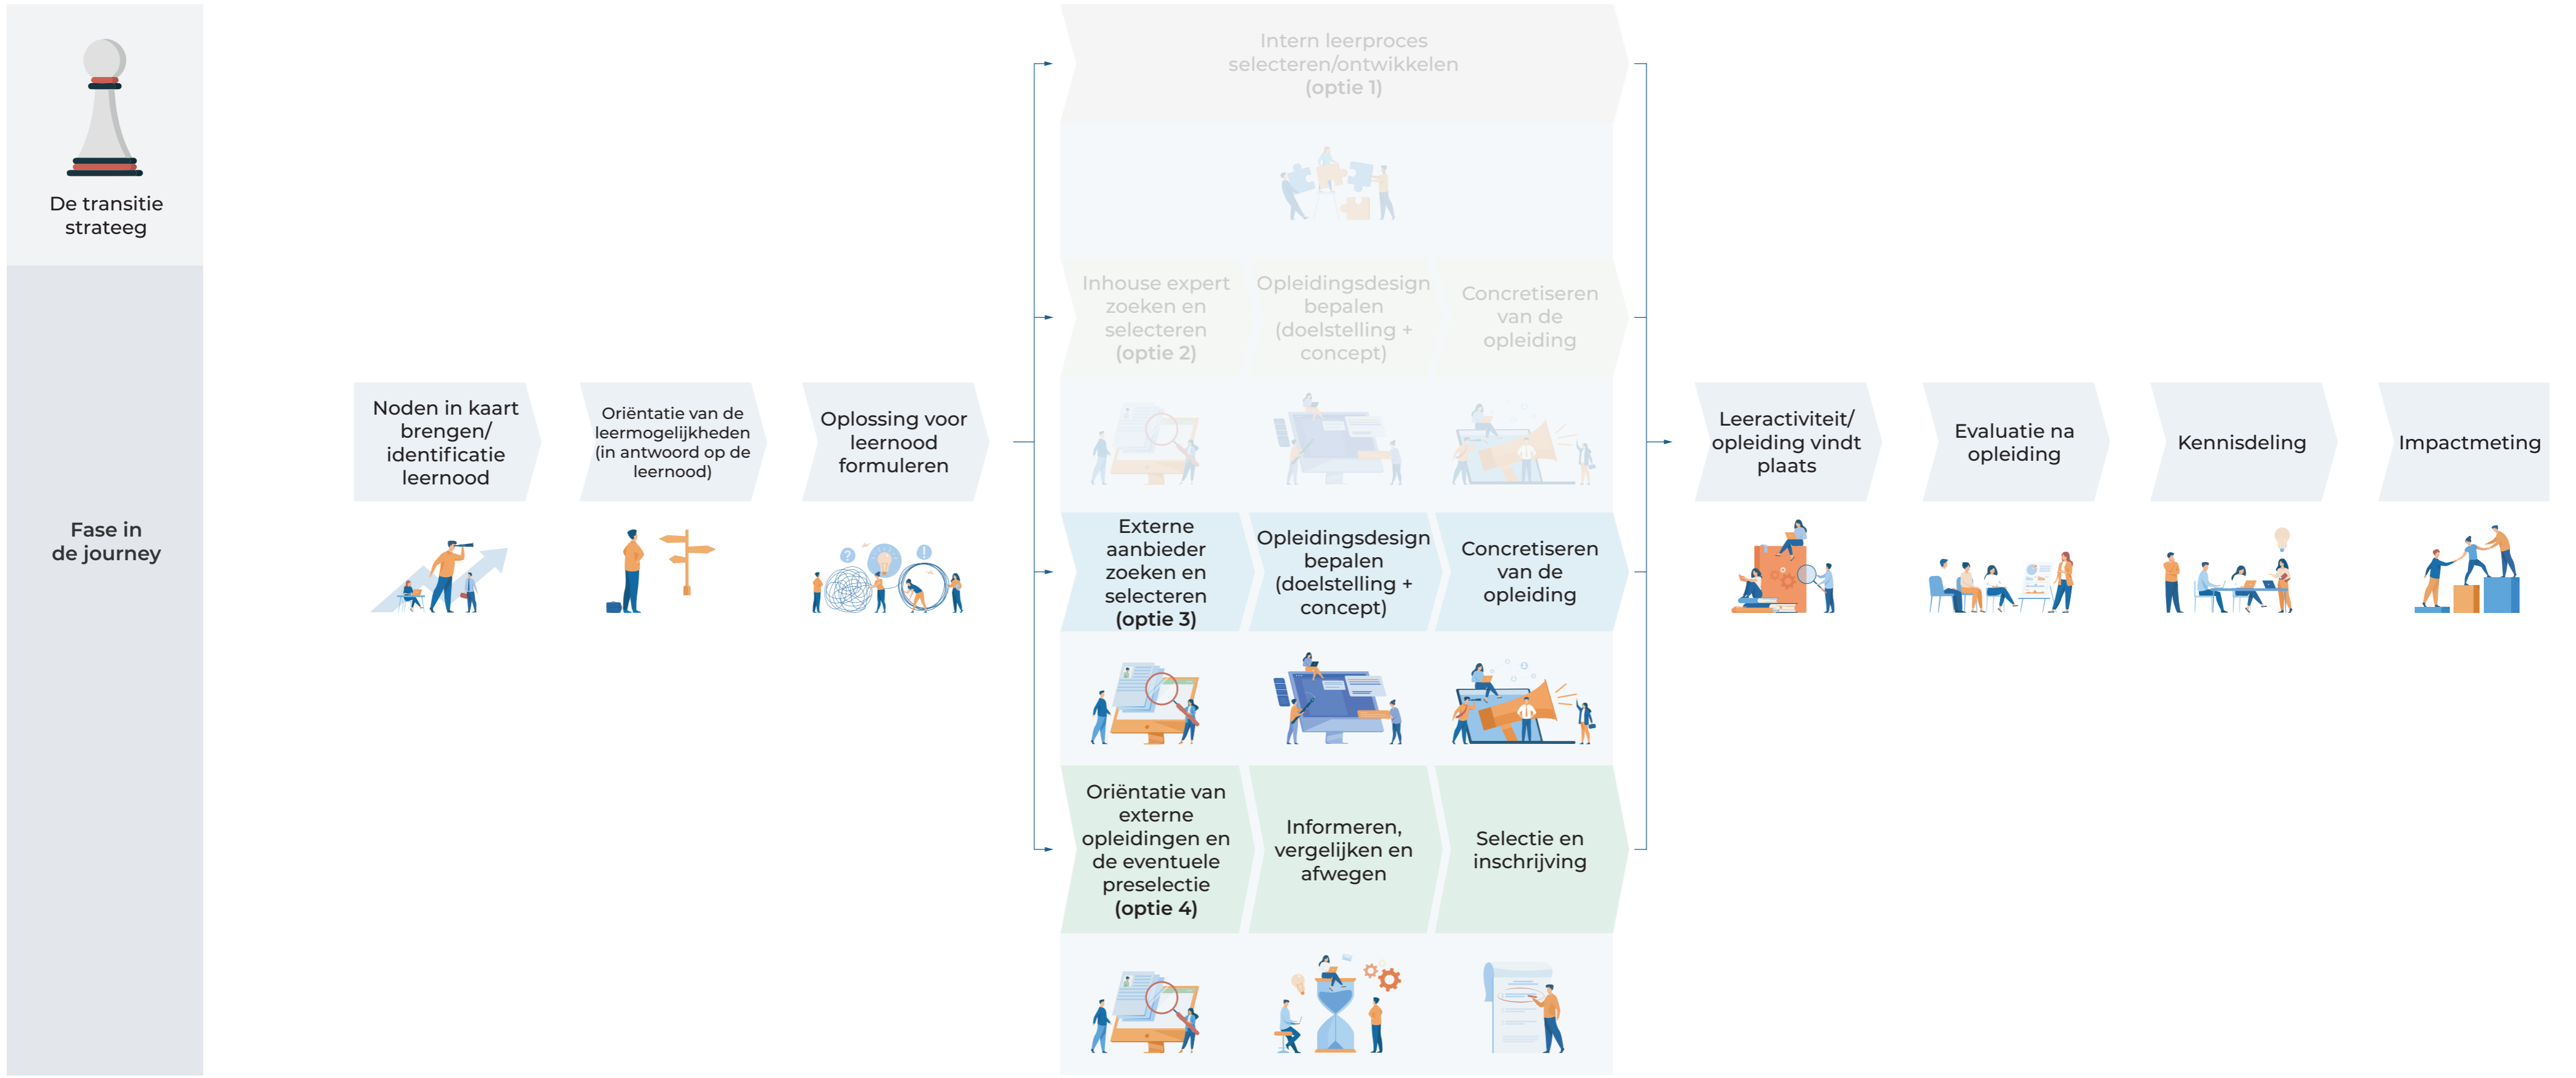 De transitie
strateeg
Fase in
de journey
Noden in kaart
brengen/
identificatie
leernood
Oriëntatie van de
leermogelijkheden
(in antwoord op de
leernood)
Oplossing voor
leernood
formuleren
Intern leerproces
selecteren/ontwikkelen
(optie 1)
Inhouse expert
zoeken en
selecteren
(optie 2)
Opleidingsdesign
bepalen
(doelstelling +
concept)
Concretiseren
van de
opleiding
Externe
aanbieder
zoeken en
selecteren
(optie 3)
Opleidingsdesign
bepalen
(doelstelling +
concept)
Concretiseren
van de
opleiding
Oriëntatie van
externe
opleidingen en
de eventuele
preselectie
(optie 4)
Informeren,
vergelijken en
afwegen
Selectie en
inschrijving
Leeractiviteit/
opleiding vindt
plaats
Evaluatie na
opleiding
Kennisdeling
Impactmeting